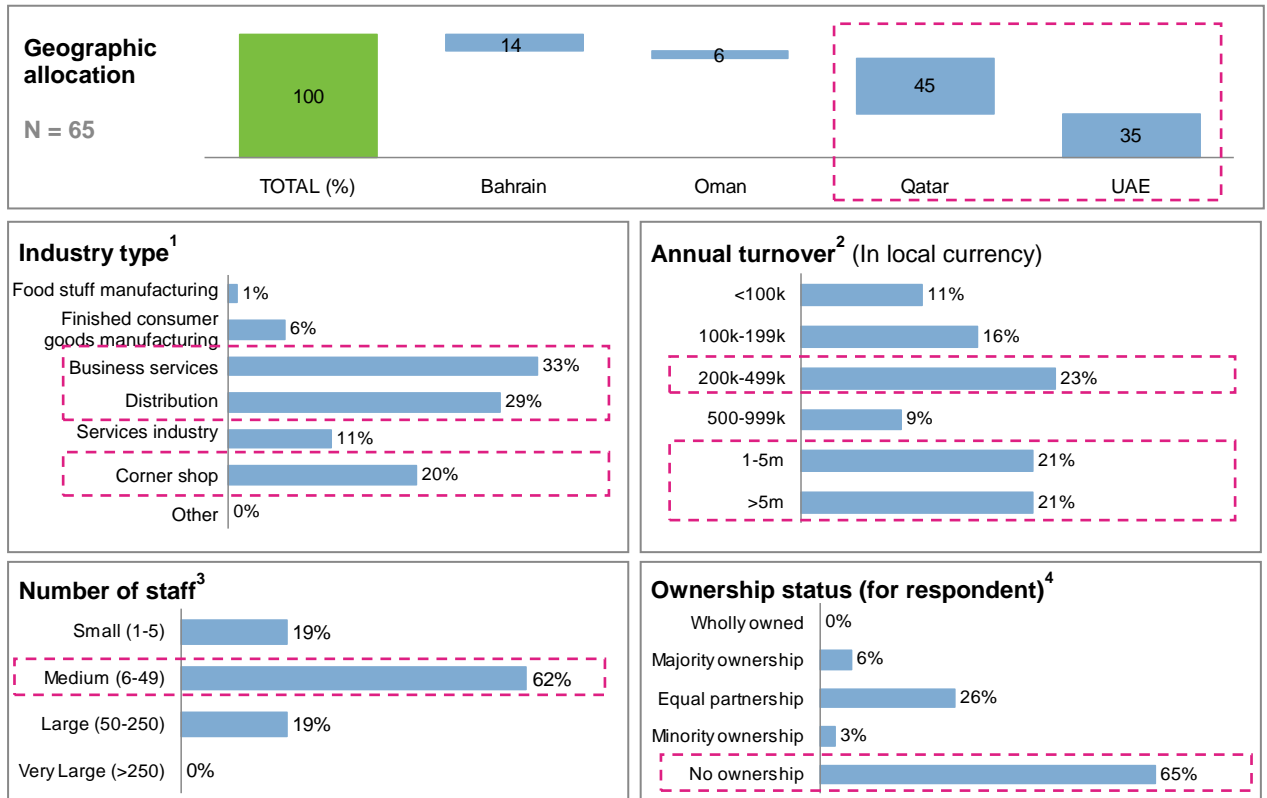 Geographic
allocation
N = 65
100
14
6
45
35
TOTAL (%)
Bahrain
Oman
Qatar
UAE
Industry type1
Food stuff manufacturing
1%
Finished consumer
goods manufacturing
6%
Business services
33%
Distribution
29%
Services industry
11%
Corner shop
20%
Other
0%
Annual turnover2 (In local currency)
<100k
11%
100k-199k
16%
200k-499k
23%
500-999k
9%
1-5m
21%
>5m
21%
Number of staff3
Small (1-5)
19%
Medium (6-49)
62%
Large (50-250)
19%
Very Large (>250)
0%
Ownership status (for respondent)4
Wholly owned
0%
Majority ownership
6%
Equal partnership
26%
Minority ownership
3%
No ownership
65%